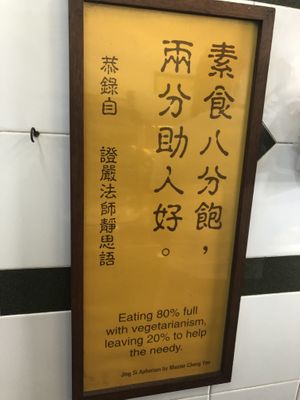 素食八分飽，
兩分助人好。
恭錄自 證嚴法師靜思語
Eating 80% full
with vegetarianism,
leaving 20% to help
the needy.
Jing Si Aphorism by Master Cheng Yen